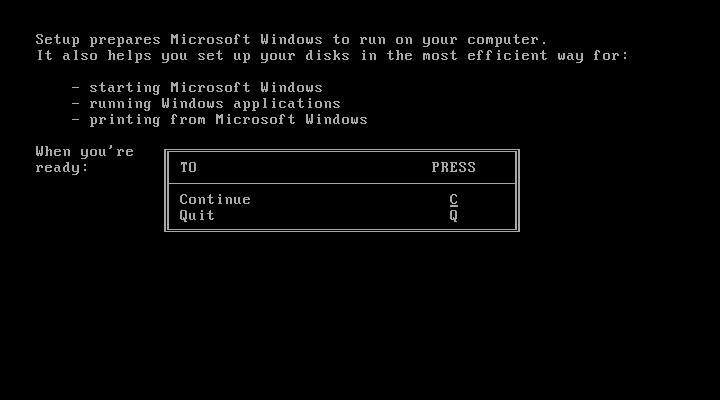 Setup prepares Microsoft Windows to run on your computer.
It also helps you set up your disks in the most efficient way for:
- starting Microsoft Windows
- running Windows applications
- printing from Microsoft Windows
When you're
ready:
TO PRESS
Continue C
Quit Q